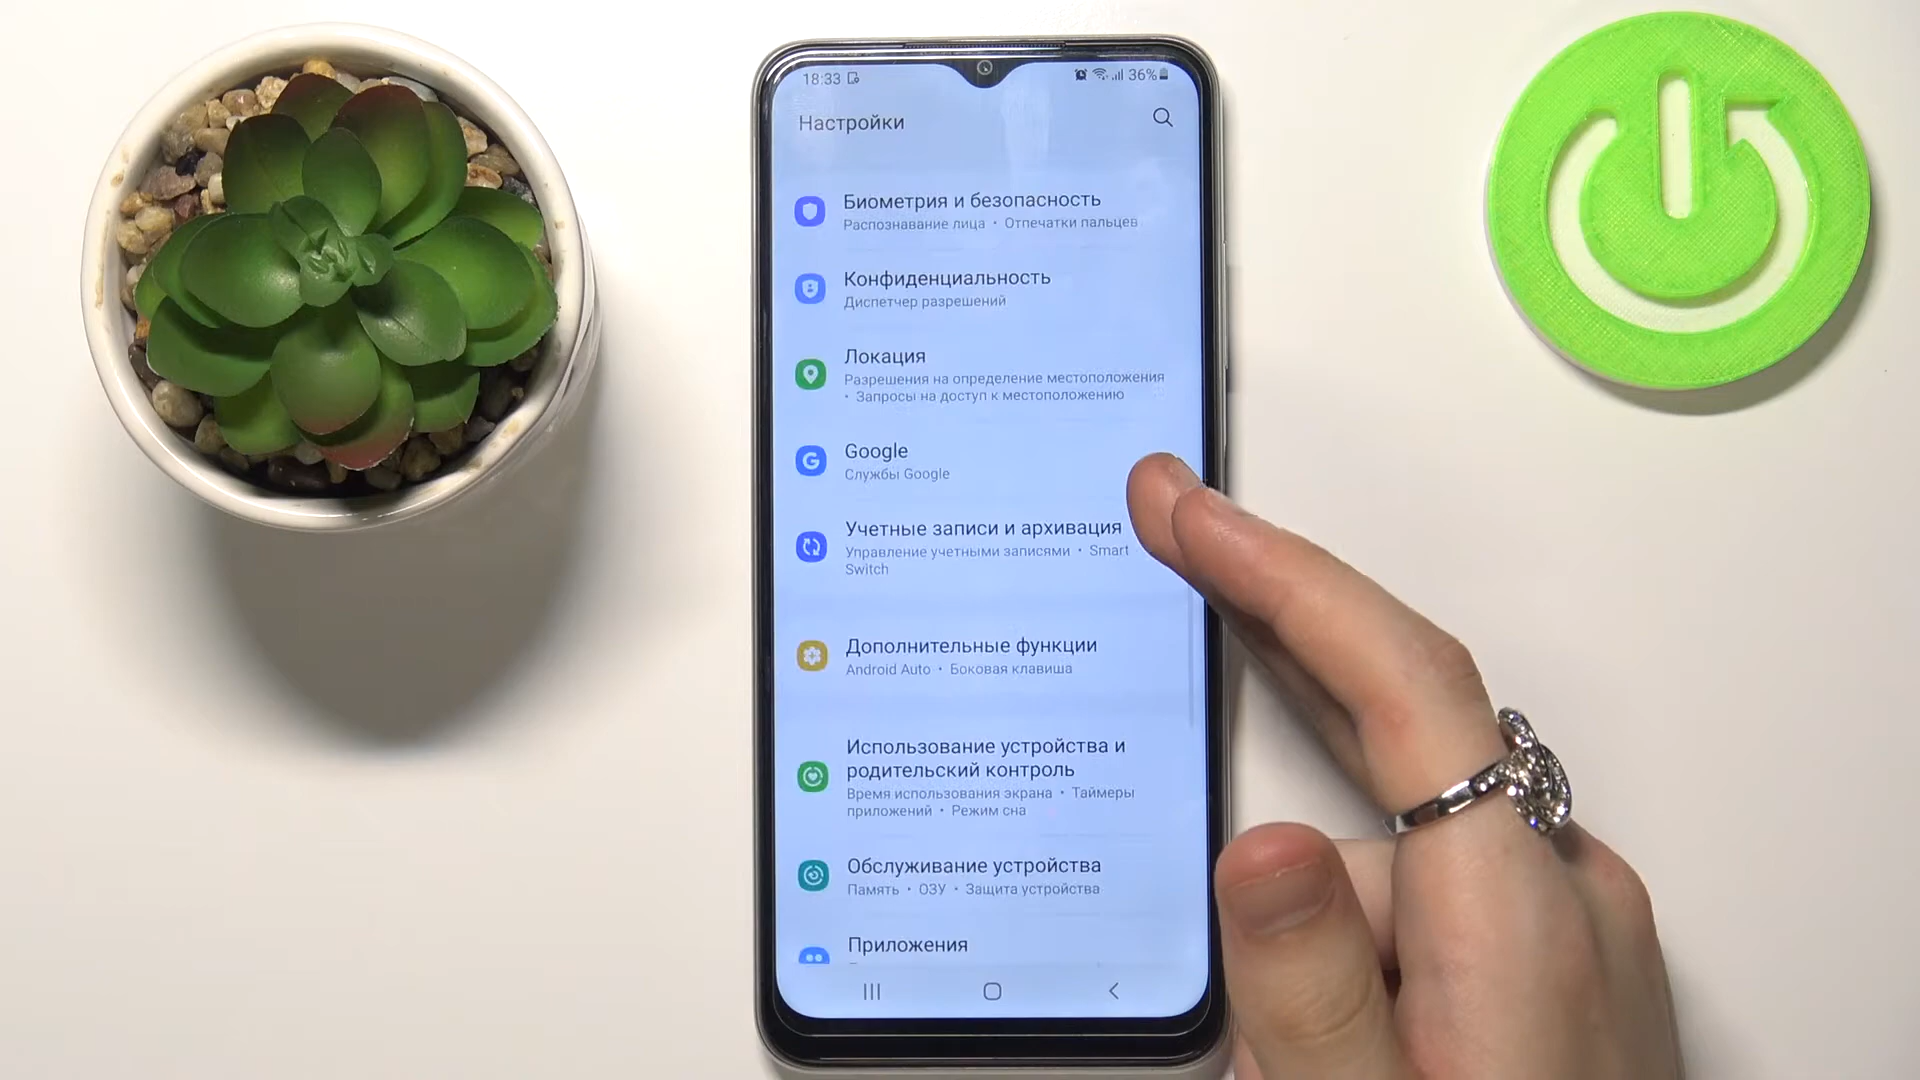 18:33
36%
Настройки
Биометрия и безопасность
Распознавание лица • Отпечатки пальцев
Конфиденциальность
Диспетчер разрешений
Локация
Разрешения на определение местоположения
• Запросы на доступ к местоположению
Google
Службы Google
Учетные записи и архивация
Управление учетными записями • Smart
Switch
Дополнительные функции
Android Auto • Боковая клавиша
Использование устройства и
родительский контроль
Время использования экрана • Таймеры
приложений • Режим сна
Обслуживание устройства
Память • ОЗУ • Защита устройства
Приложения